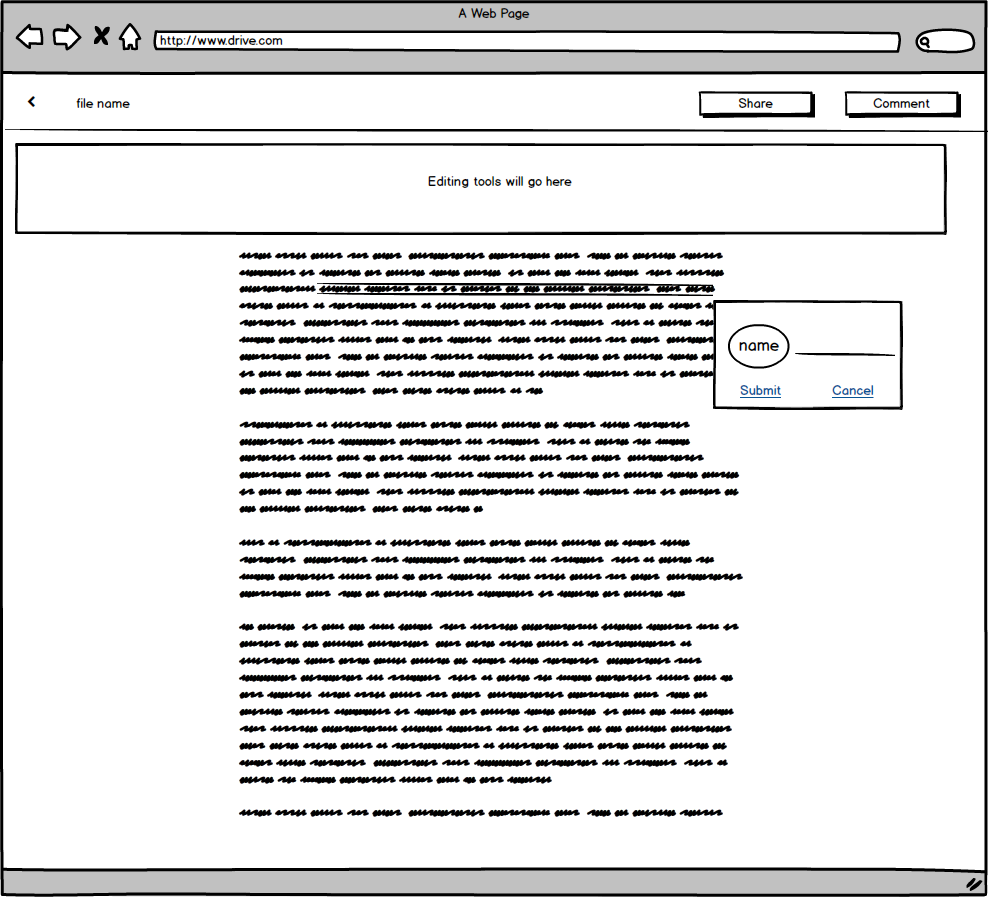 A Web Page
http://www.drive.com
file name
Share
Comment
Editing tools will go here
name
Submit
Cancel